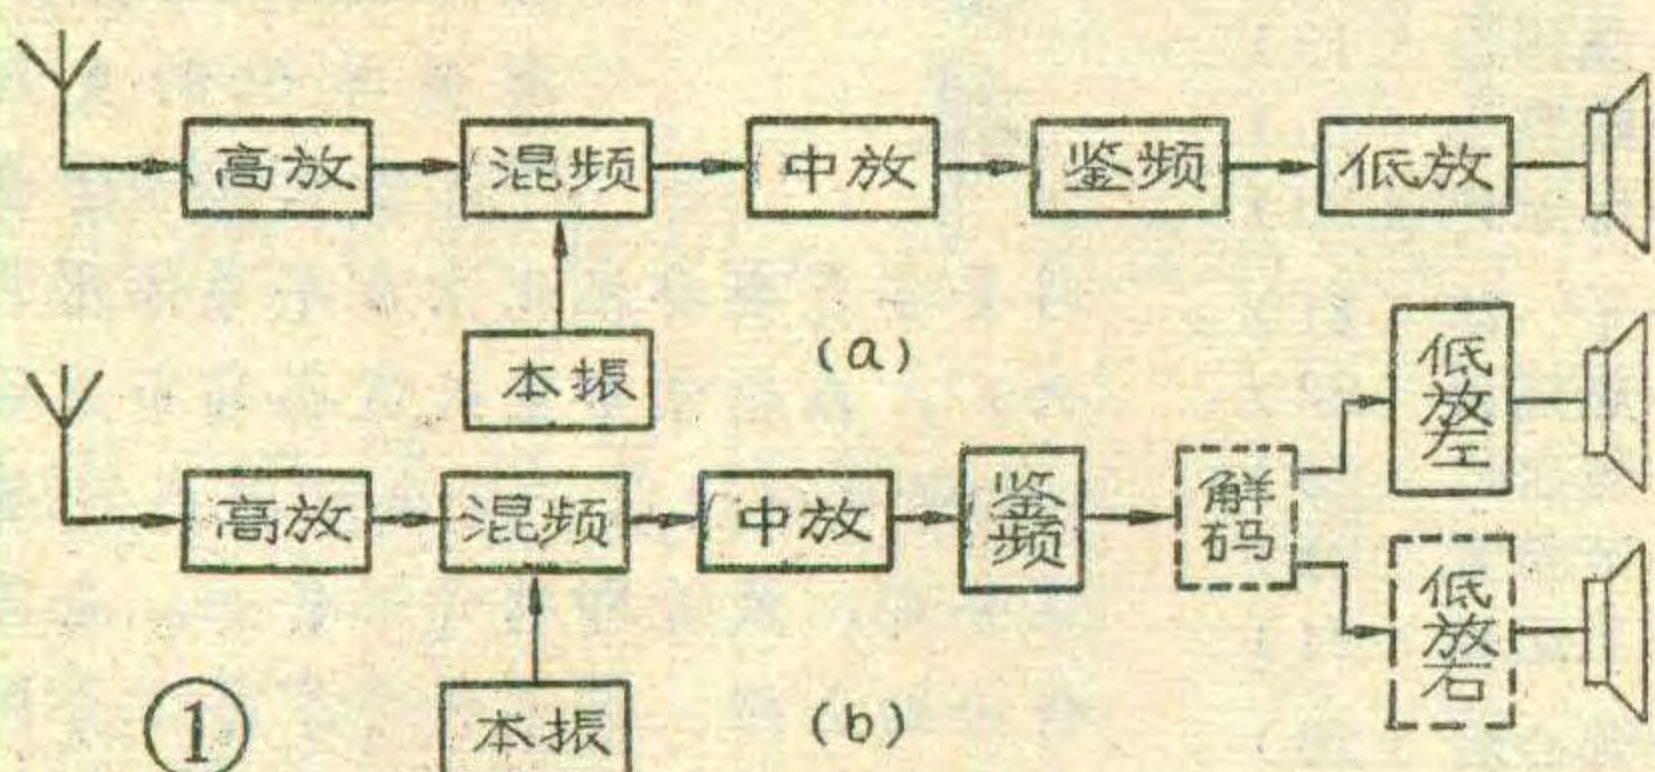 高放 混频 中放 鉴频 低放
本振
(a)
高放 混频 中放 鉴频 解码 低放左
低放右
本振
(b)
①